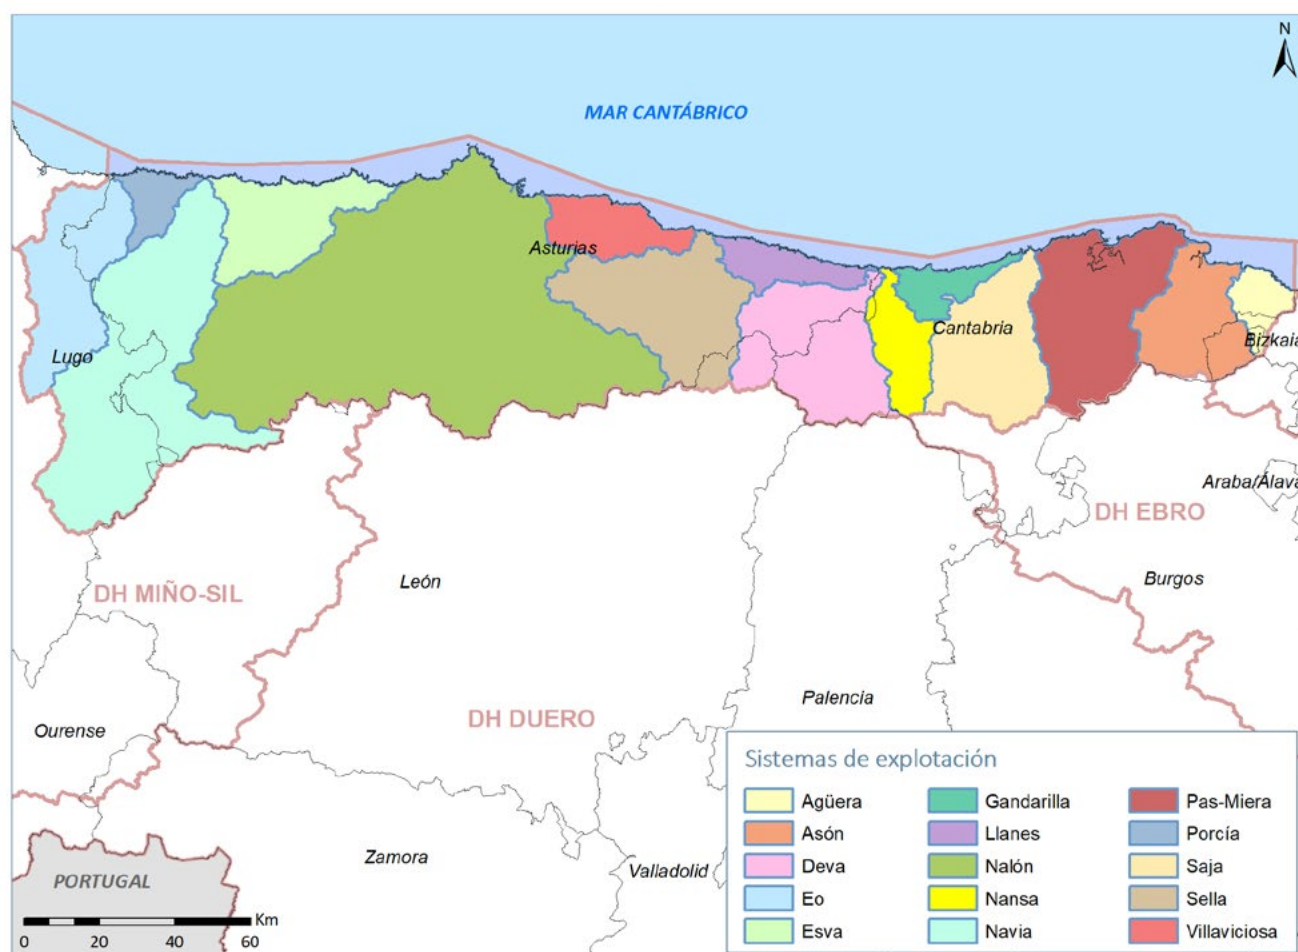 N
MAR CANTÁBRICO
Asturias
Cantabria
Lugo
Bizkaia
Araba/Álava
DH EBRO
León
Burgos
DH MIÑO-SIL
Palencia
DH DUERO
Ourense
Zamora
Valladolid
PORTUGAL
Km
0 20 40 60
Sistemas de explotación
Agüera
Asón
Deva
Eo
Esva
Gandarilla
Llanes
Nalón
Nansa
Navia
Pas-Miera
Porcía
Saja
Sella
Villaviciosa